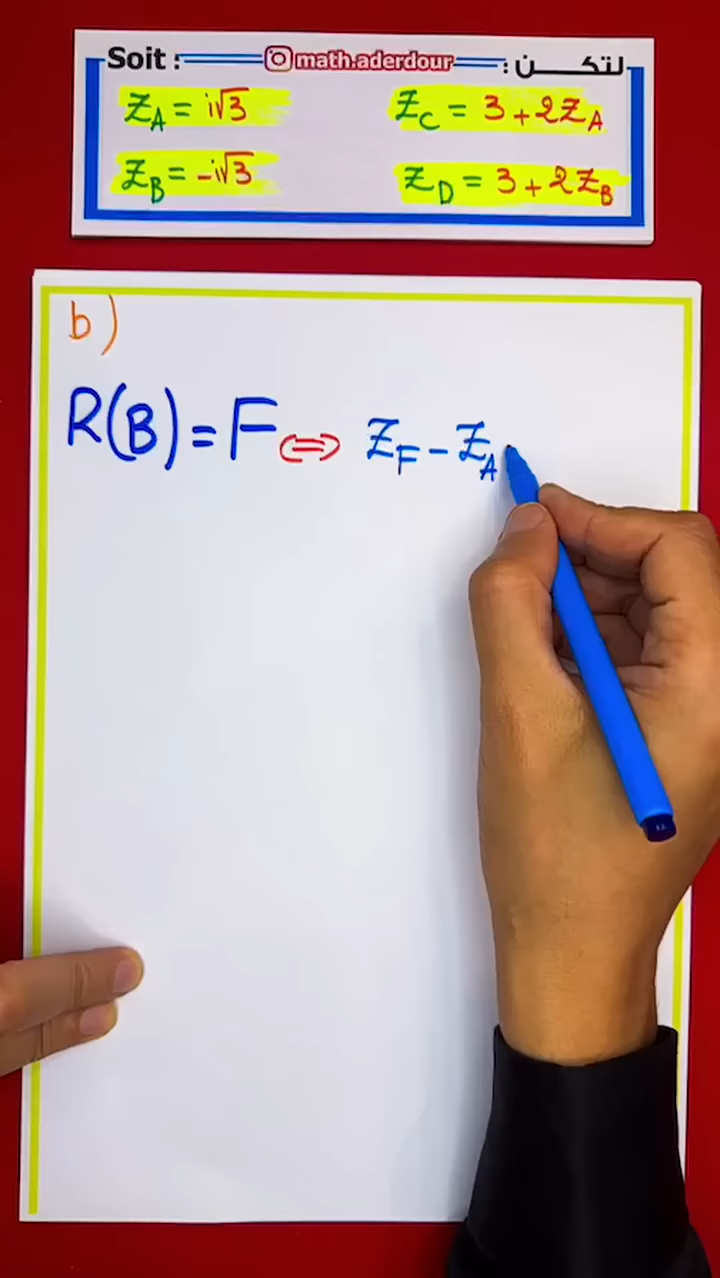 Soit : math.aderdour لتكن :
Z_A = i√3 Z_C = 3 + 2Z_A
Z_B = -i√3 Z_D = 3 + 2Z_B
b)
R(B) = F ⇔ Z_F - Z_A